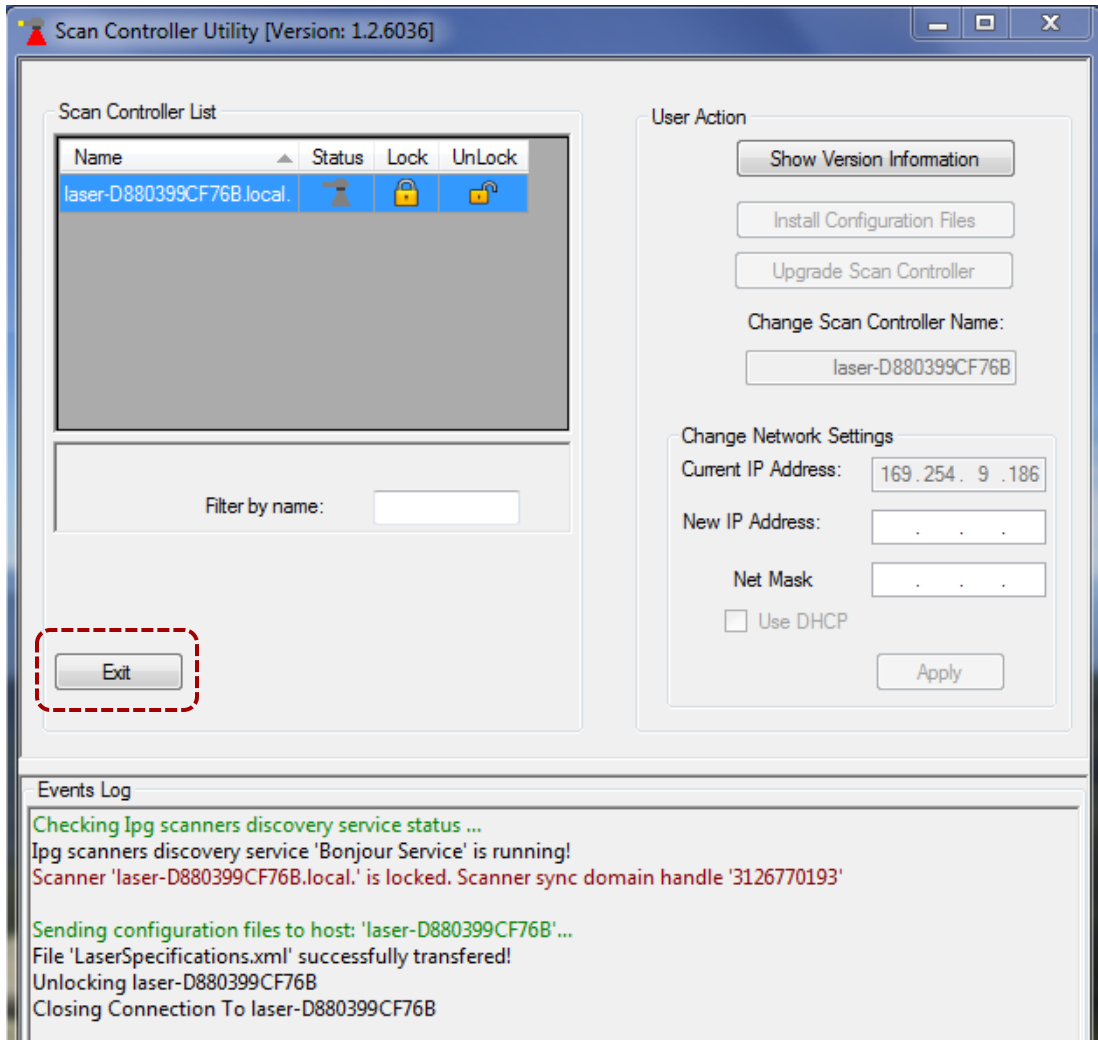 Scan Controller Utility [Version: 1.2.6036]
Scan Controller List
Name Status Lock UnLock
laser-D880399CF76B.local.
Filter by name:
Exit
User Action
Show Version Information
Install Configuration Files
Upgrade Scan Controller
Change Scan Controller Name:
laser-D880399CF76B
Change Network Settings
Current IP Address: 169.254. 9 .186
New IP Address: . . .
Net Mask . . .
Use DHCP
Apply
Events Log
Checking Ipg scanners discovery service status ...
Ipg scanners discovery service 'Bonjour Service' is running!
Scanner 'laser-D880399CF76B.local.' is locked. Scanner sync domain handle '3126770193'
Sending configuration files to host: 'laser-D880399CF76B'...
File 'LaserSpecifications.xml' successfully transfered!
Unlocking laser-D880399CF76B
Closing Connection To laser-D880399CF76B